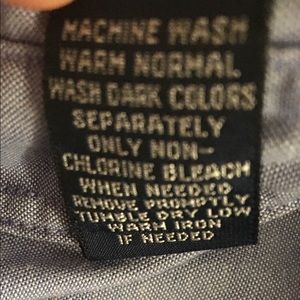 MACHINE WASH
WARM NORMAL
WASH DARK COLORS
SEPARATELY
ONLY NON-
CHLORINE BLEACH
WHEN NEEDED
REMOVE PROMPTLY
TUMBLE DRY LOW
WARM IRON
IF NEEDED